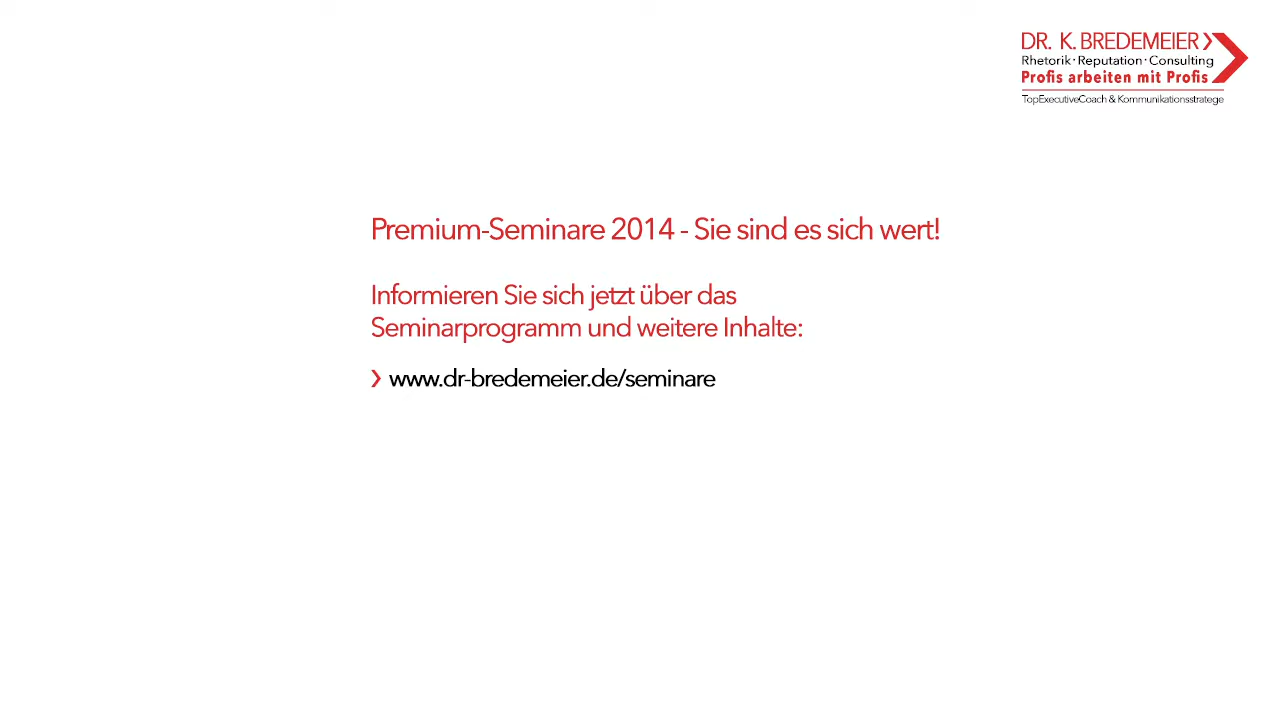 DR. K. BREDEMEIER
Rhetorik · Reputation · Consulting
Profis arbeiten mit Profis
TopExecutiveCoach & Kommunikationsstratege
Premium-Seminare 2014 - Sie sind es sich wert!
Informieren Sie sich jetzt über das
Seminarprogramm und weitere Inhalte:
www.dr-bredemeier.de/seminare